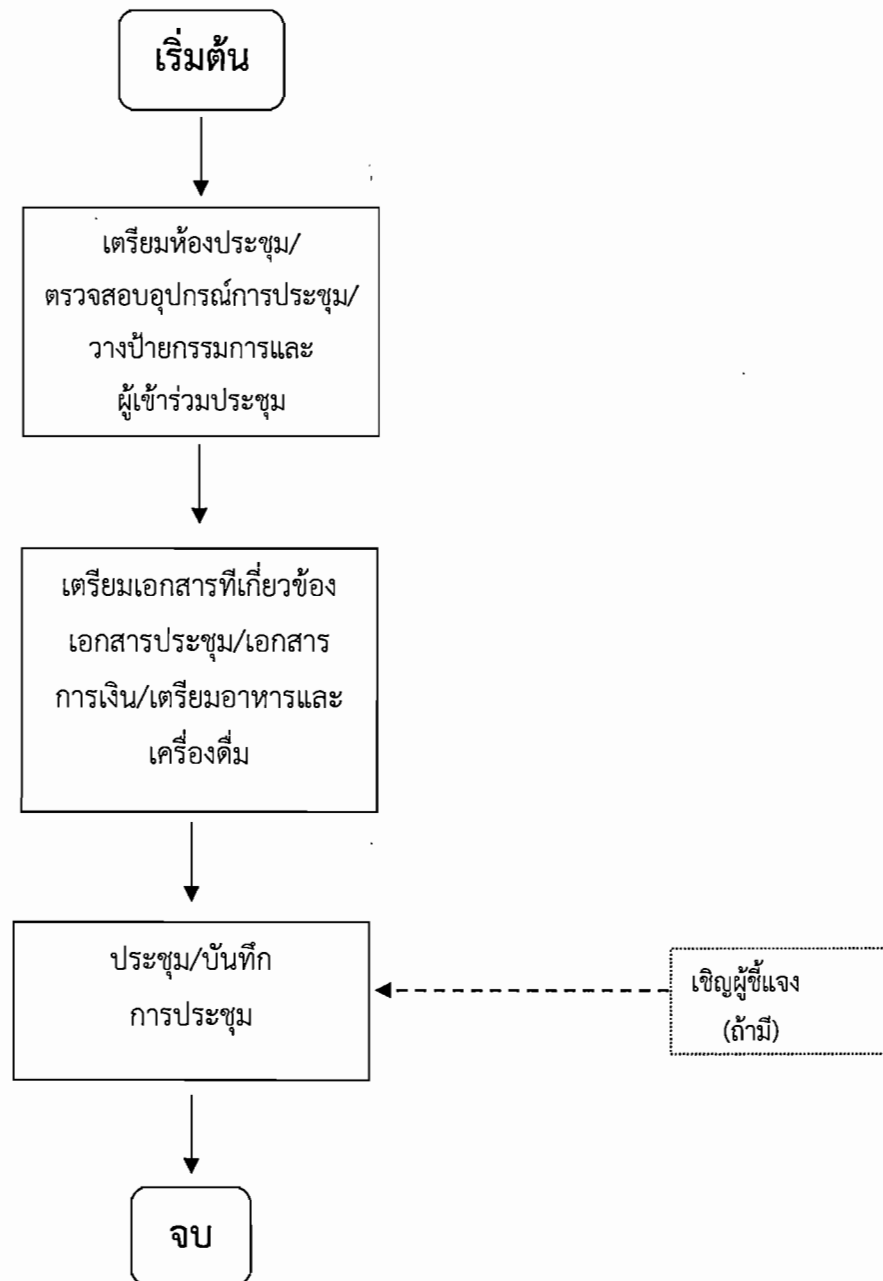 เริ่มต้น
เตรียมห้องประชุม/
ตรวจสอบอุปกรณ์การประชุม/
วางป้ายกรรมการและ
ผู้เข้าร่วมประชุม
เตรียมเอกสารที่เกี่ยวข้อง
เอกสารประชุม/เอกสาร
การเงิน/เตรียมอาหารและ
เครื่องดื่ม
ประชุม/บันทึก
การประชุม
เชิญผู้ชี้แจง
(ถ้ามี)
จบ